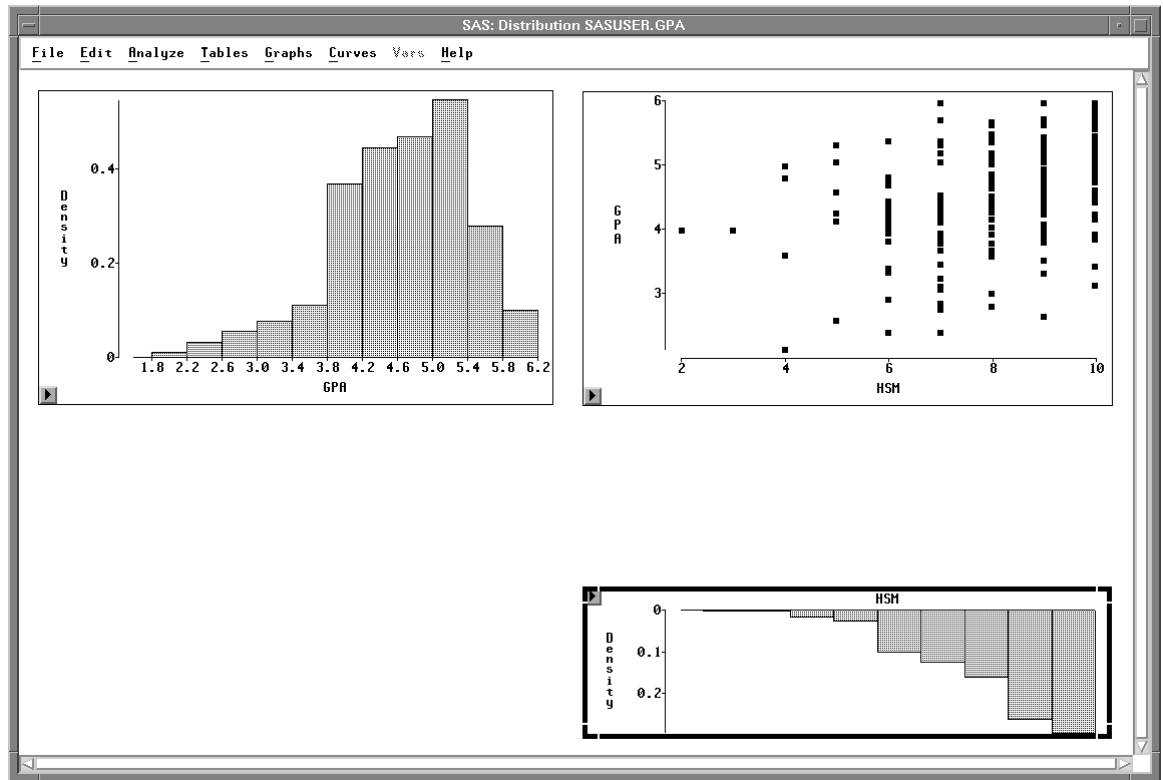 SAS: Distribution SASUSER.GPA
File Edit Analyze Tables Graphs Curves Vars Help
Density
0.4
0.2
0
1.8 2.2 2.6 3.0 3.4 3.8 4.2 4.6 5.0 5.4 5.8 6.2
GPA
GPA
6
5
4
3
2 4 6 8 10
HSM
HSM
Density
0
0.1
0.2